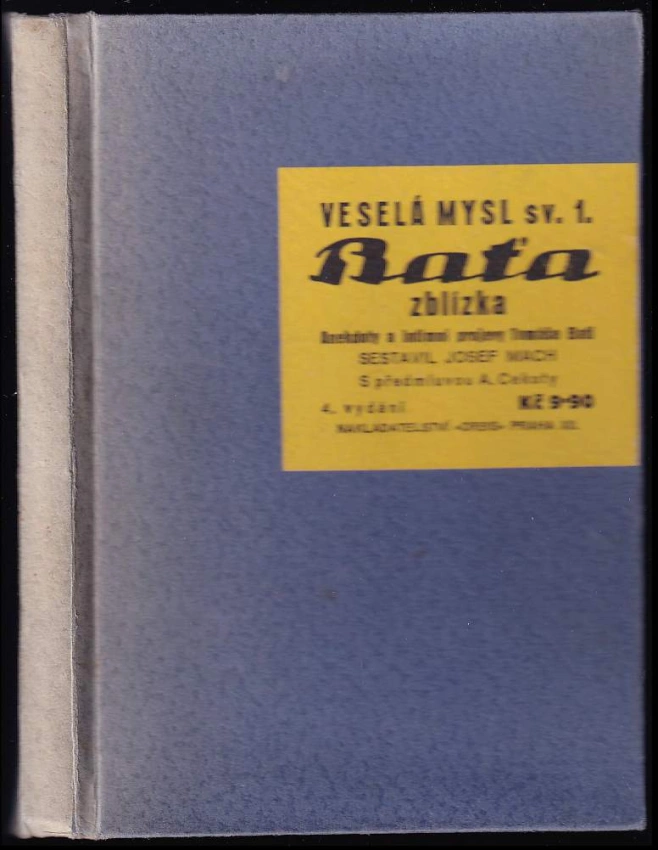 VESELÁ MYSL sv. 1.
Baťa
zblízka
Anekdoty a intimní projevy Tomáše Bati
SESTAVIL JOSEF MACH
S předmluvou A. Cekoty
4. vydání Kč 9·90
NAKLADATELSTVÍ «ORBIS» PRAHA XII.